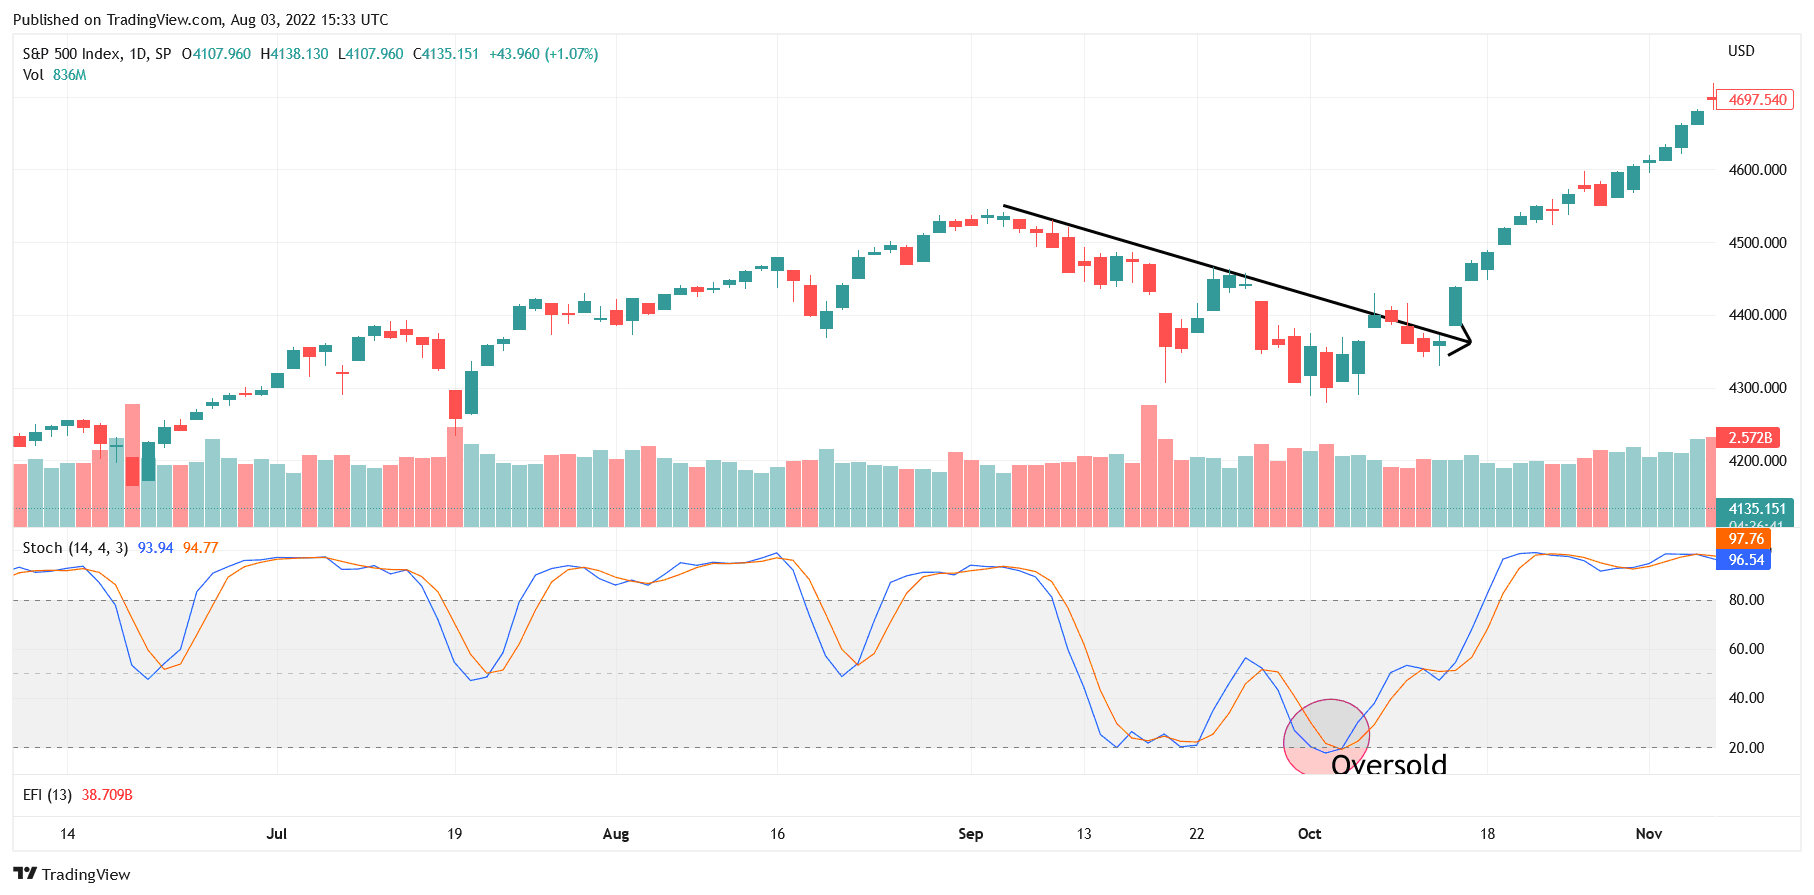 Published on TradingView.com, Aug 03, 2022 15:33 UTC
S&P 500 Index, 1D, SP O4107.960 H4138.130 L4107.960 C4135.151 +43.960 (+1.07%)
Vol 836M
USD
4697.540
4600.000
4500.000
4400.000
4300.000
2.572B
4200.000
4135.151
04:26:41
Stoch (14, 4, 3) 93.94 94.77
97.76
96.54
80.00
60.00
40.00
20.00
Oversold
EFI (13) 38.709B
14 Jul 19 Aug 16 Sep 13 22 Oct 18 Nov
TradingView